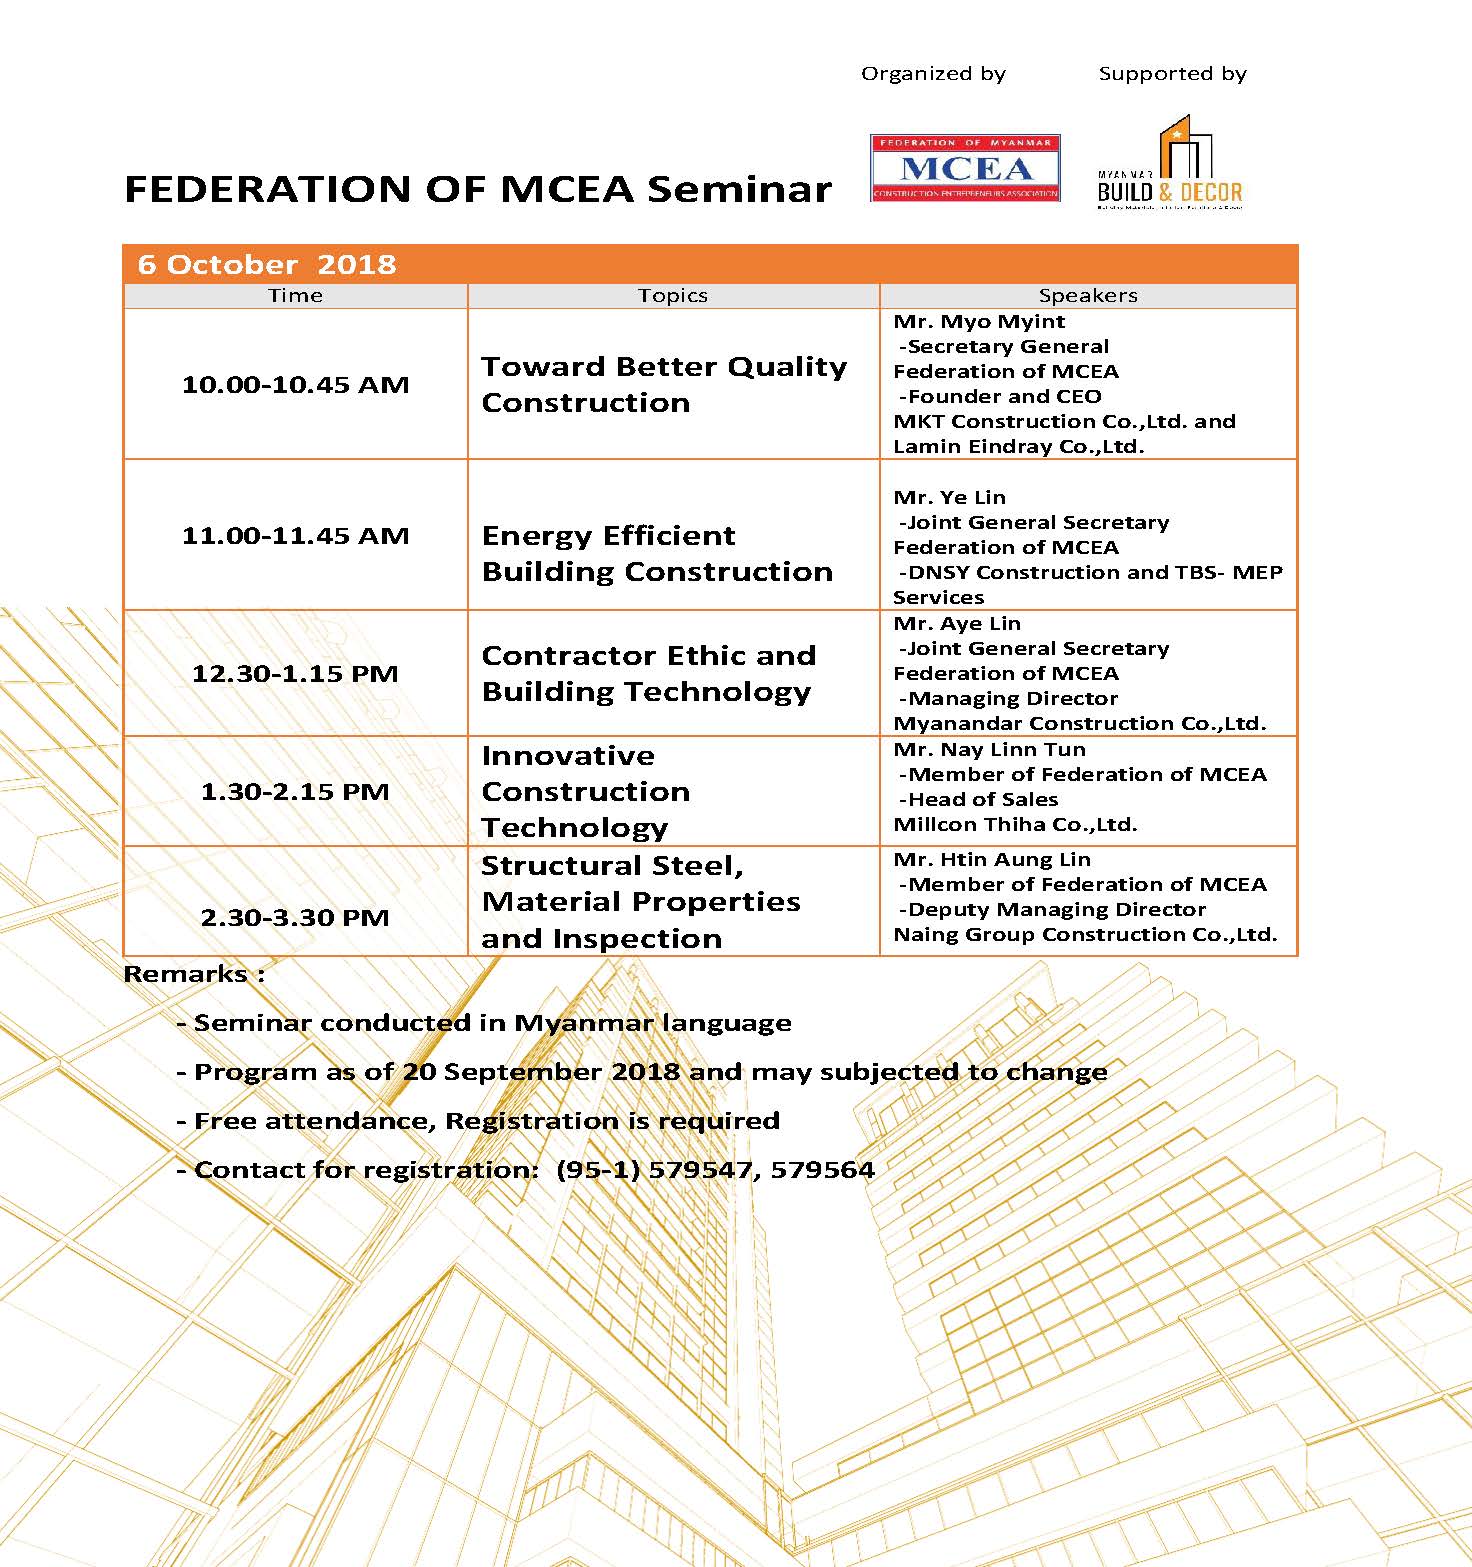 Organized by Supported by
FEDERATION OF MYANMAR
MCEA
CONSTRUCTION ENTREPRENEURS ASSOCIATION
MYANMAR
BUILD & DECOR
FEDERATION OF MCEA Seminar
6 October 2018
Time Topics Speakers
10.00-10.45 AM
Toward Better Quality
Construction
Mr. Myo Myint
-Secretary General
Federation of MCEA
-Founder and CEO
MKT Construction Co.,Ltd. and
Lamin Eindray Co.,Ltd.
11.00-11.45 AM
Energy Efficient
Building Construction
Mr. Ye Lin
-Joint General Secretary
Federation of MCEA
-DNSY Construction and TBS- MEP
Services
12.30-1.15 PM
Contractor Ethic and
Building Technology
Mr. Aye Lin
-Joint General Secretary
Federation of MCEA
-Managing Director
Myanandar Construction Co.,Ltd.
1.30-2.15 PM
Innovative
Construction
Technology
Mr. Nay Linn Tun
-Member of Federation of MCEA
-Head of Sales
Millcon Thiha Co.,Ltd.
2.30-3.30 PM
Structural Steel,
Material Properties
and Inspection
Mr. Htin Aung Lin
-Member of Federation of MCEA
-Deputy Managing Director
Naing Group Construction Co.,Ltd.
Remarks :
- Seminar conducted in Myanmar language
- Program as of 20 September 2018 and may subjected to change
- Free attendance, Registration is required
- Contact for registration: (95-1) 579547, 579564